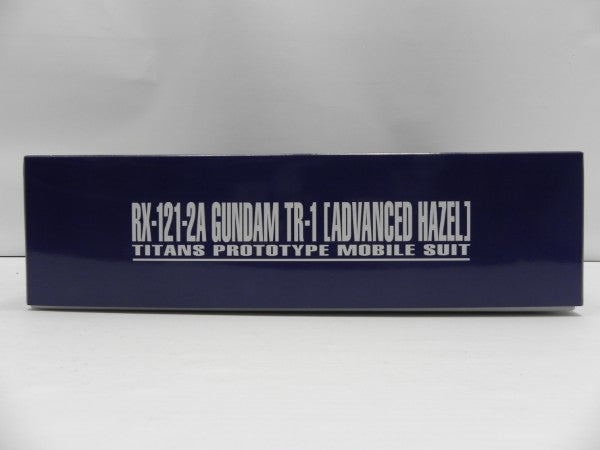 RX-121-2A GUNDAM TR-1 [ADVANCED HAZEL]
TITANS PROTOTYPE MOBILE SUIT